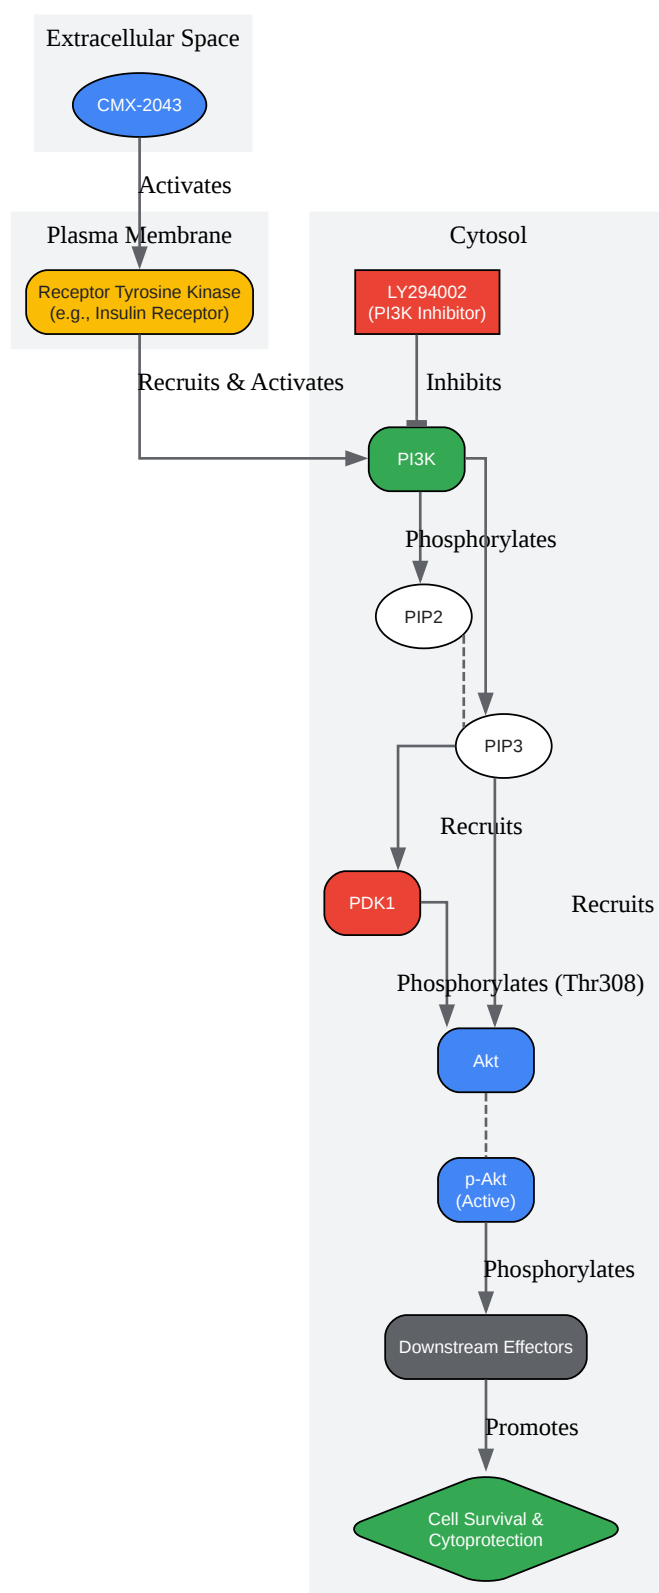 Extracellular Space
CMX-2043
Activates
Plasma Membrane
Cytosol
Receptor Tyrosine Kinase
(e.g., Insulin Receptor)
LY294002
(PI3K Inhibitor)
Recruits & Activates
Inhibits
PI3K
Phosphorylates
PIP2
PIP3
Recruits
PDK1
Recruits
Phosphorylates (Thr308)
Akt
p-Akt
(Active)
Phosphorylates
Downstream Effectors
Promotes
Cell Survival &
Cytoprotection